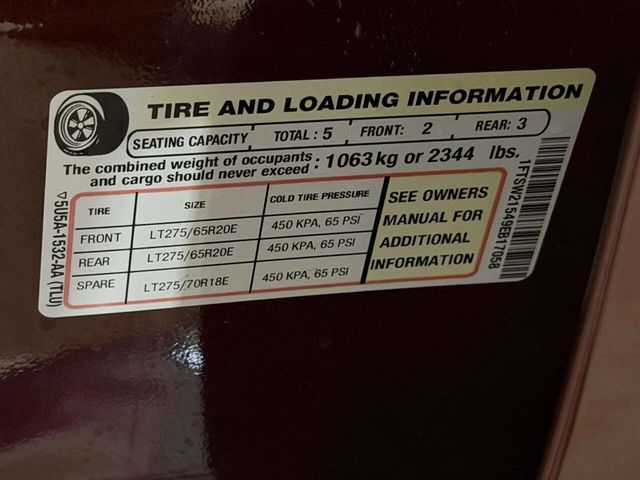 TIRE AND LOADING INFORMATION
SEATING CAPACITY TOTAL : 5 FRONT: 2 REAR: 3
The combined weight of occupants and cargo should never exceed : 1063 kg or 2344 lbs.
TIRE SIZE COLD TIRE PRESSURE
FRONT LT275/65R20E 450 KPA, 65 PSI
REAR LT275/65R20E 450 KPA, 65 PSI
SPARE LT275/70R18E 450 KPA, 65 PSI
SEE OWNERS
MANUAL FOR
ADDITIONAL
INFORMATION
5U5A-1532-AA (TLU)
1FTSW21549EB17058